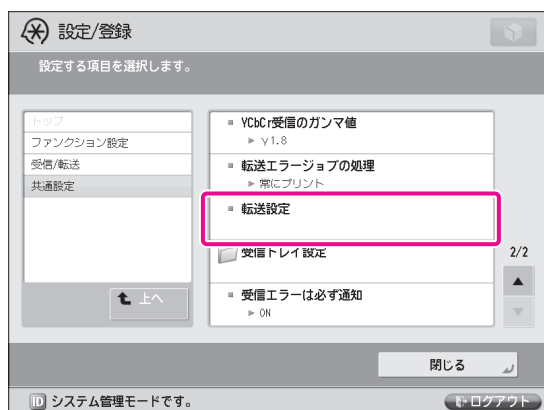 設定/登録
設定する項目を選択します。
トップ
ファンクション設定
受信/転送
共通設定
上へ
YCbCr受信のガンマ値
γ1.8
転送エラージョブの処理
常にプリント
転送設定
受信トレイ設定
受信エラーは必ず通知
ON
2/2
閉じる
ID システム管理モードです。
ログアウト